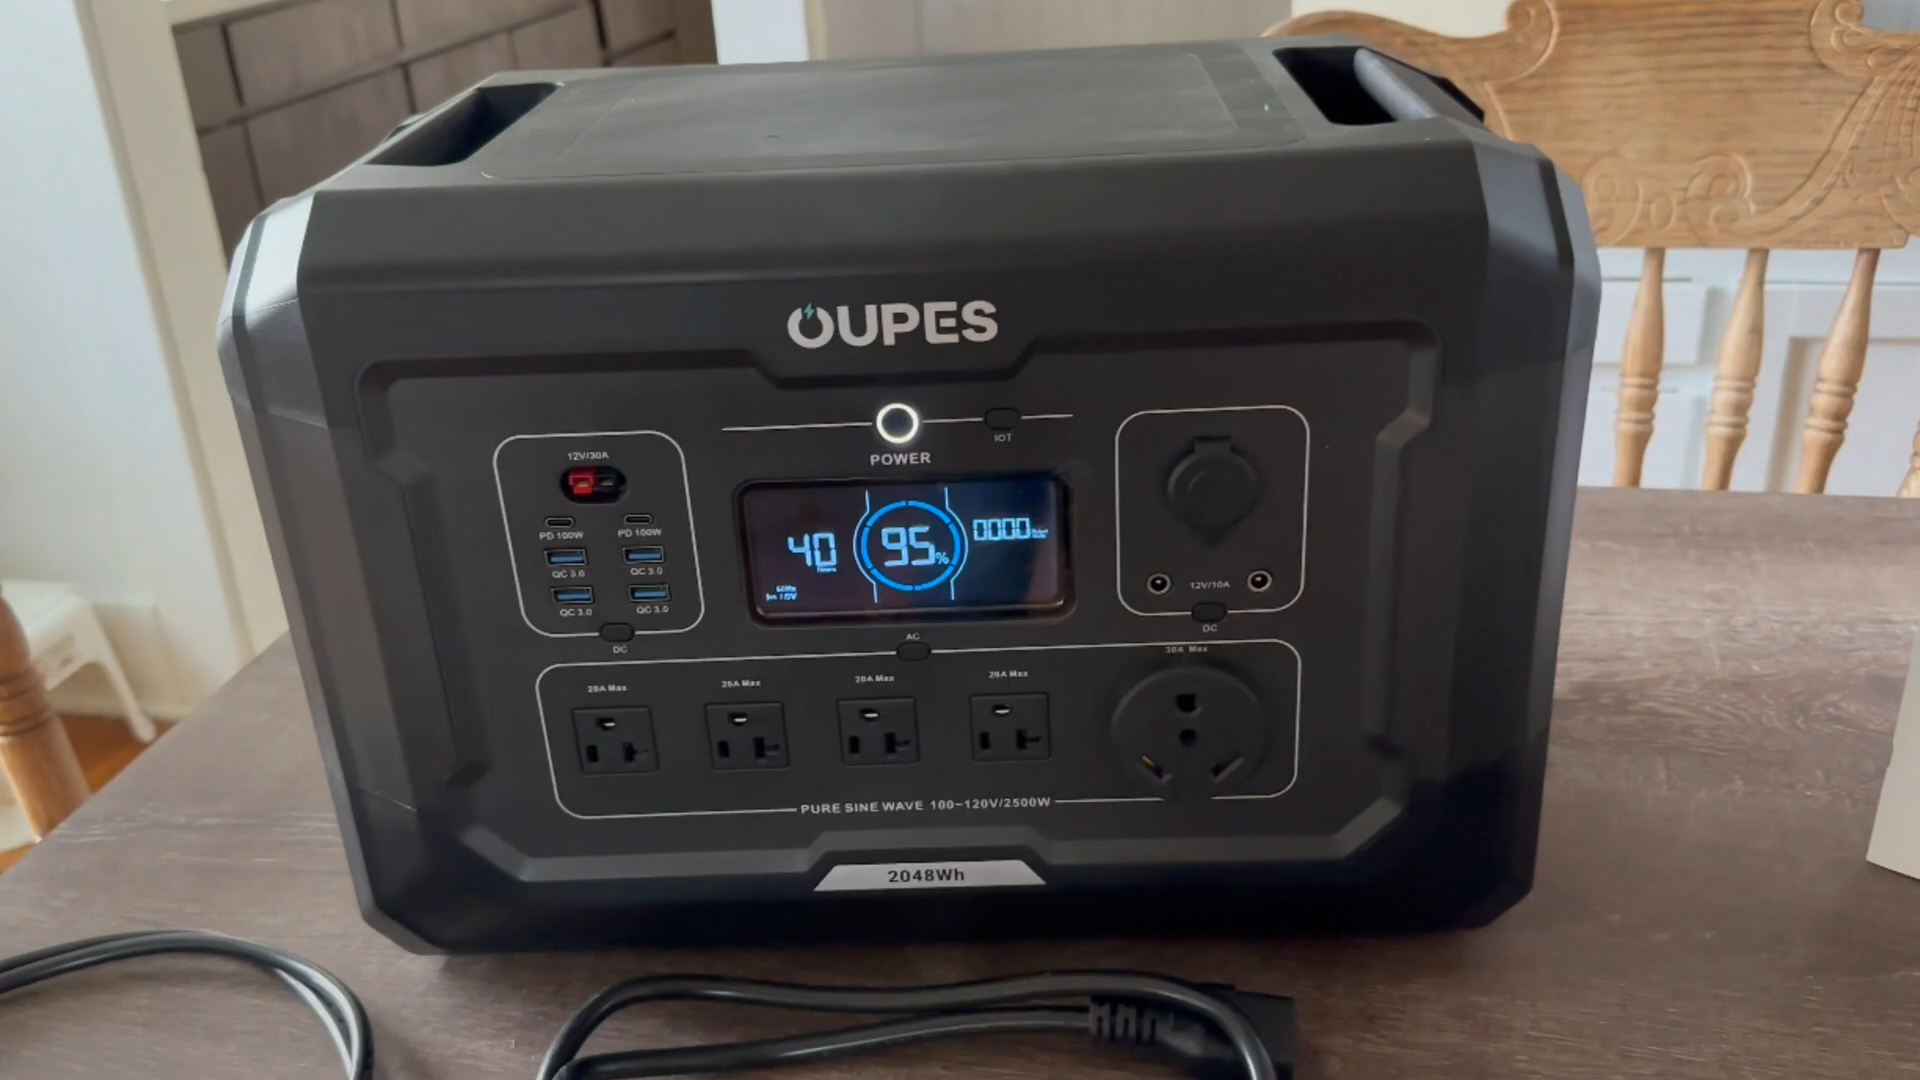 OUPES
POWER
IOT
12V/30A
PD 100W PD 100W
QC 3.0 QC 3.0
QC 3.0 QC 3.0
DC
40
Hours
95%
0000
60Hz
12V/10A
DC
AC
20A Max 20A Max 20A Max 20A Max 30A Max
PURE SINE WAVE 100-120V/2500W
2048Wh